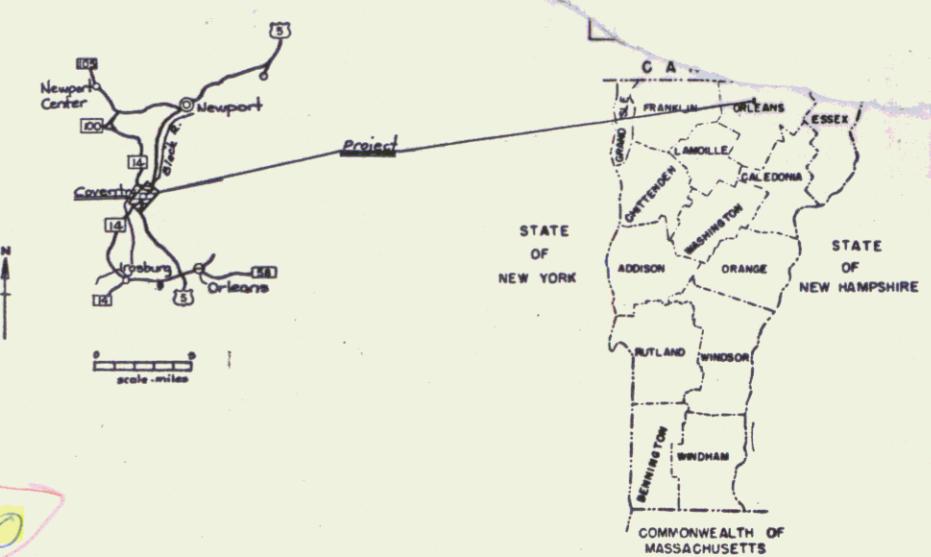 5
105
Newport
Center
Newport
100
Black R.
14
Project
Coventry
14
Irasburg
58
Orleans
14
5
N
0 5
scale-miles
C A
GRAND ISLE
FRANKLIN
ORLEANS
ESSEX
LAMOILLE
CALEDONIA
CHITTENDEN
WASHINGTON
STATE
OF
NEW YORK
ADDISON
ORANGE
STATE
OF
NEW HAMPSHIRE
RUTLAND
WINDSOR
BENNINGTON
WINDHAM
COMMONWEALTH OF
MASSACHUSETTS